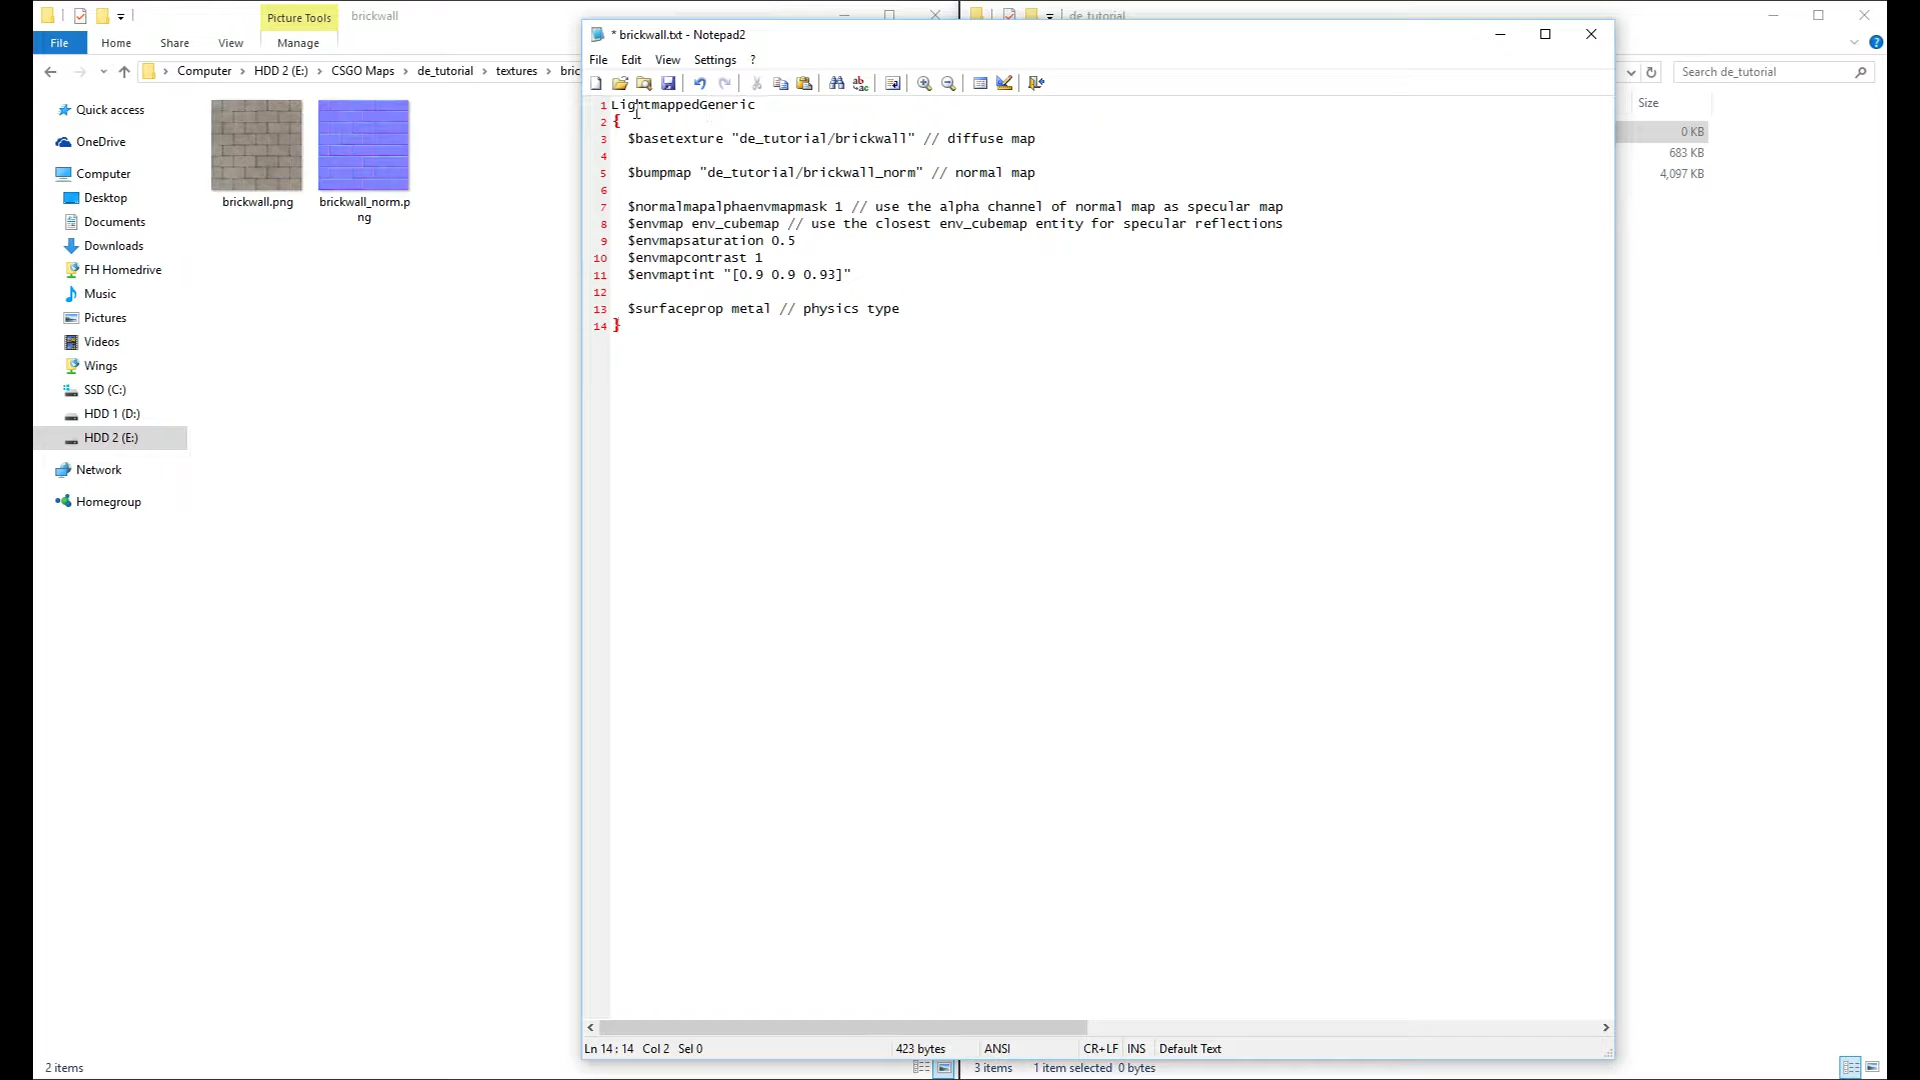 Picture Tools
brickwall
File
Home
Share
View
Manage
Computer
HDD 2 (E:)
CSGO Maps
de_tutorial
textures
bric
Quick access
OneDrive
Computer
Desktop
Documents
Downloads
FH Homedrive
Music
Pictures
Videos
Wings
SSD (C:)
HDD 1 (D:)
HDD 2 (E:)
Network
Homegroup
brickwall.png
brickwall_norm.p
ng
2 items
* brickwall.txt - Notepad2
File Edit View Settings ?
1 LightmappedGeneric
2 {
3 $basetexture "de_tutorial/brickwall" // diffuse map
4
5 $bumpmap "de_tutorial/brickwall_norm" // normal map
6
7 $normalmapalphaenvmapmask 1 // use the alpha channel of normal map as specular map
8 $envmap env_cubemap // use the closest env_cubemap entity for specular reflections
9 $envmapsaturation 0.5
10 $envmapcontrast 1
11 $envmaptint "[0.9 0.9 0.93]"
12
13 $surfaceprop metal // physics type
14 }
Ln 14 : 14 Col 2 Sel 0
423 bytes
ANSI
CR+LF
INS
Default Text
de_tutorial
Search de_tutorial
Size
0 KB
683 KB
4,097 KB
3 items
1 item selected 0 bytes